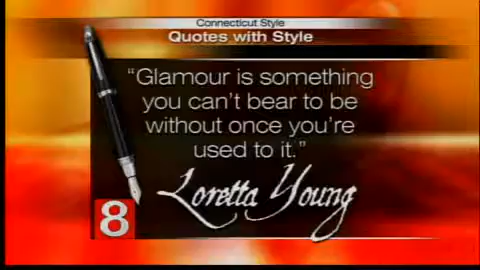 Connecticut Style
Quotes with Style
“Glamour is something
you can’t bear to be
without once you’re
used to it.”
Loretta Young
8